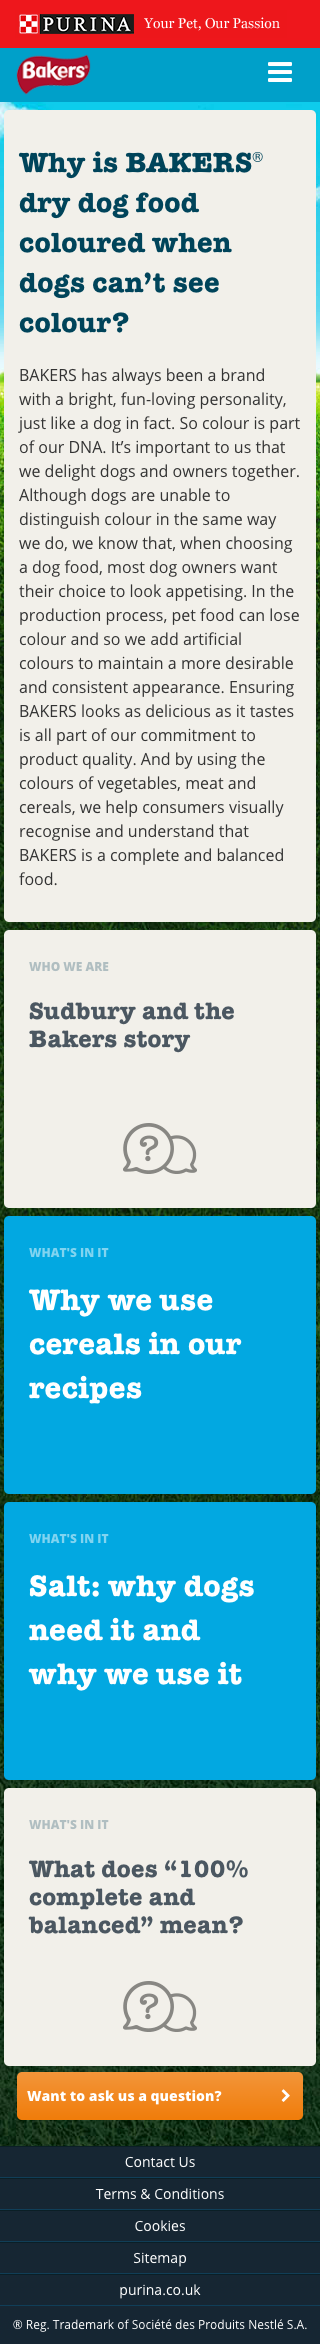 PURINA Your Pet, Our Passion
Bakers®
Why is BAKERS®
dry dog food
coloured when
dogs can’t see
colour?
BAKERS has always been a brand
with a bright, fun-loving personality,
just like a dog in fact. So colour is part
of our DNA. It’s important to us that
we delight dogs and owners together.
Although dogs are unable to
distinguish colour in the same way
we do, we know that, when choosing
a dog food, most dog owners want
their choice to look appetising. In the
production process, pet food can lose
colour and so we add artificial
colours to maintain a more desirable
and consistent appearance. Ensuring
BAKERS looks as delicious as it tastes
is all part of our commitment to
product quality. And by using the
colours of vegetables, meat and
cereals, we help consumers visually
recognise and understand that
BAKERS is a complete and balanced
food.
WHO WE ARE
Sudbury and the
Bakers story
?
WHAT'S IN IT
Why we use
cereals in our
recipes
WHAT'S IN IT
Salt: why dogs
need it and
why we use it
WHAT'S IN IT
What does “100%
complete and
balanced” mean?
?
Want to ask us a question?
Contact Us
Terms & Conditions
Cookies
Sitemap
purina.co.uk
® Reg. Trademark of Société des Produits Nestlé S.A.